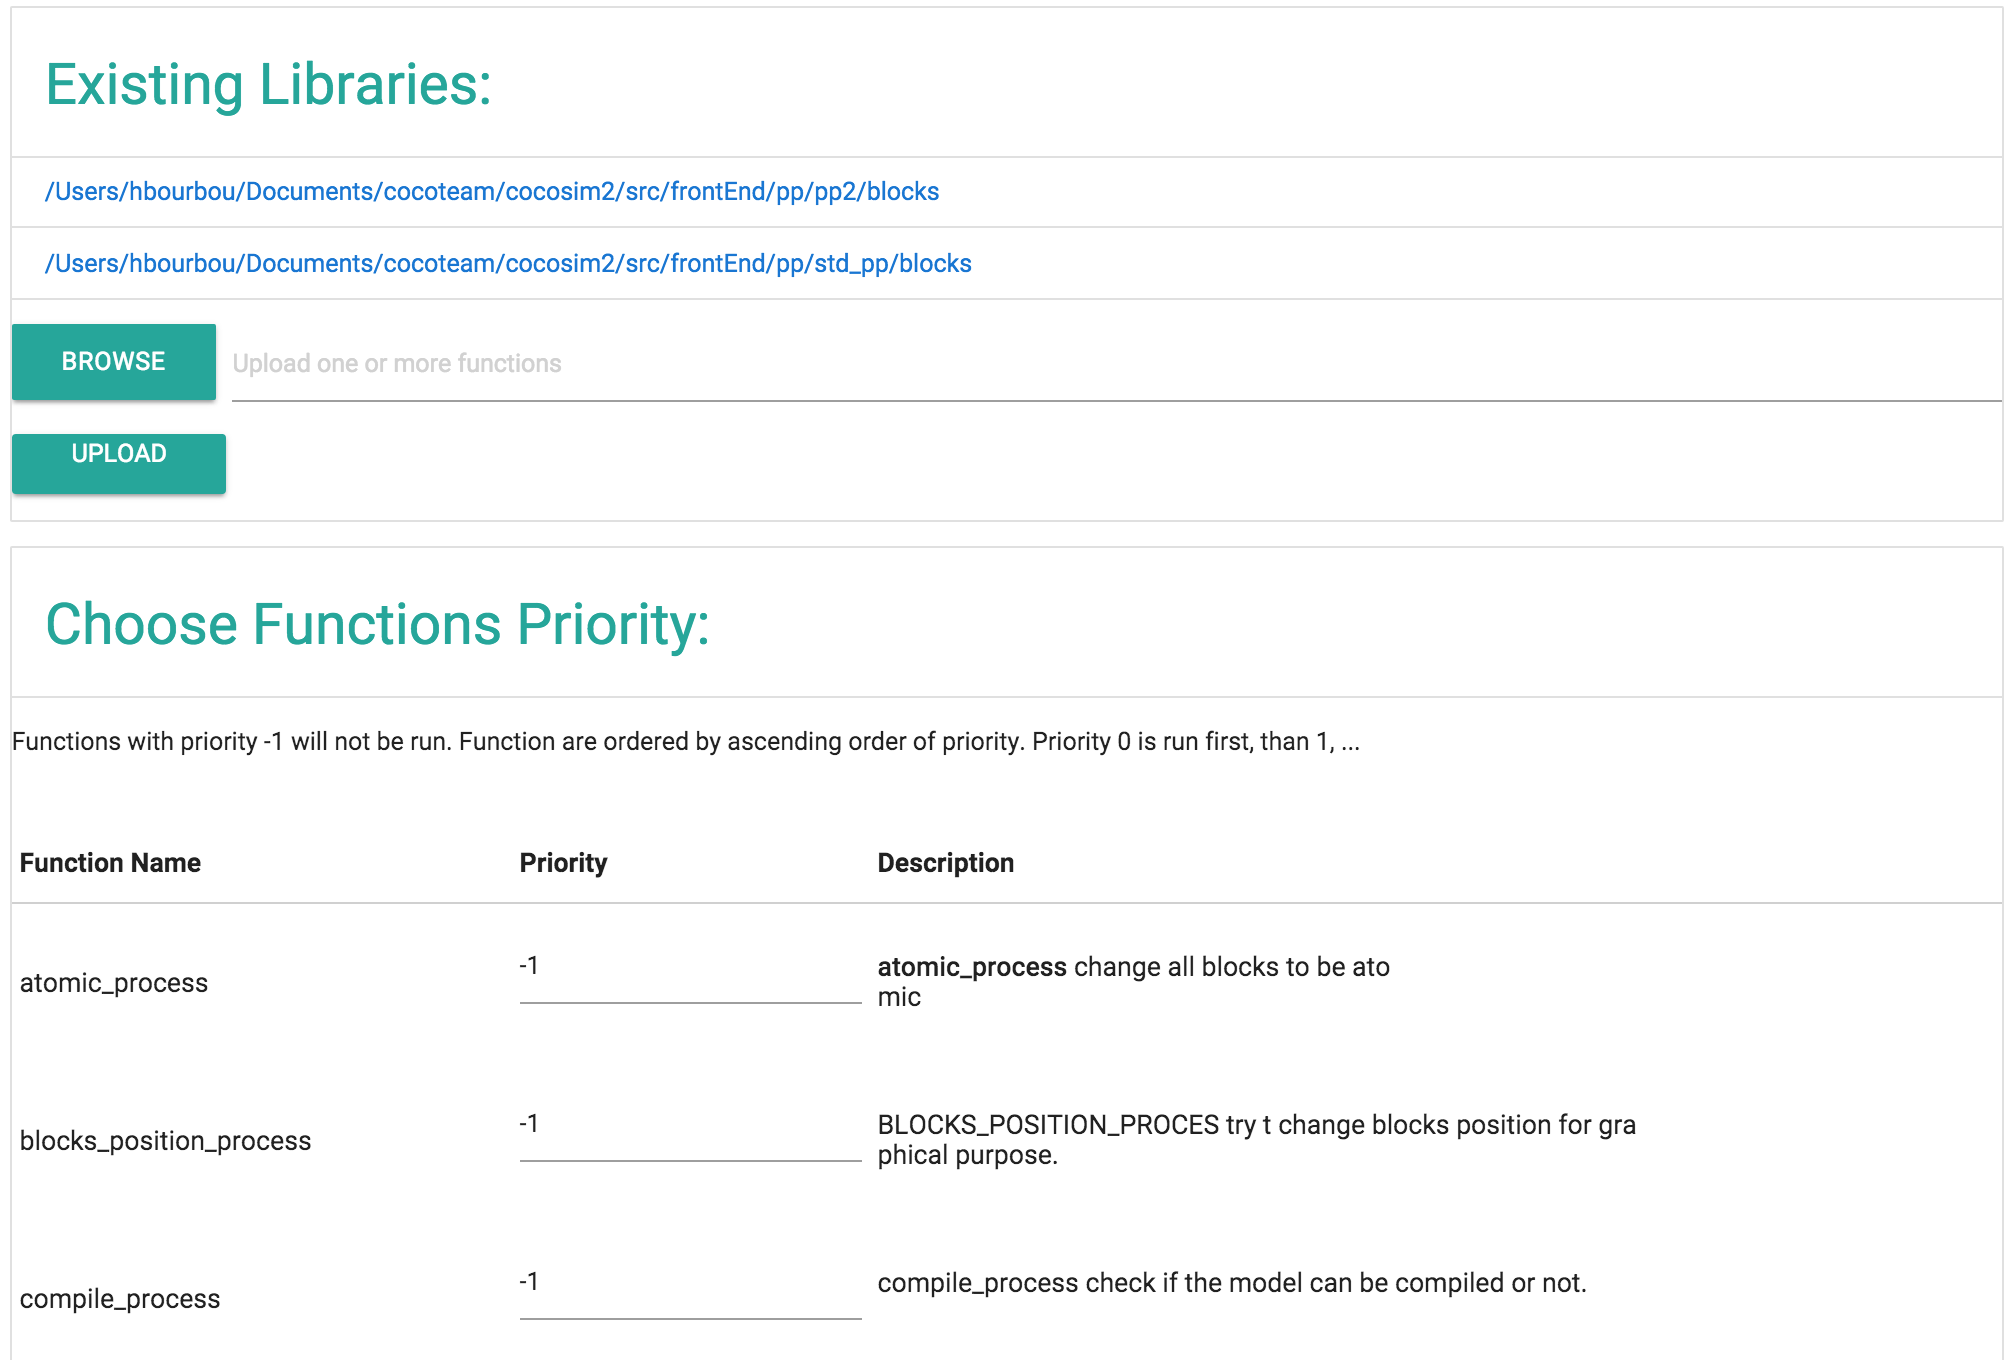 Existing Libraries:
/Users/hbourbou/Documents/cocoteam/cocosim2/src/frontEnd/pp/pp2/blocks
/Users/hbourbou/Documents/cocoteam/cocosim2/src/frontEnd/pp/std_pp/blocks
BROWSE
Upload one or more functions
UPLOAD
Choose Functions Priority:
Functions with priority -1 will not be run. Function are ordered by ascending order of priority. Priority 0 is run first, than 1, ...
Function Name Priority Description
atomic_process -1 atomic_process change all blocks to be ato
mic
blocks_position_process -1 BLOCKS_POSITION_PROCES try t change blocks position for gra
phical purpose.
compile_process -1 compile_process check if the model can be compiled or not.